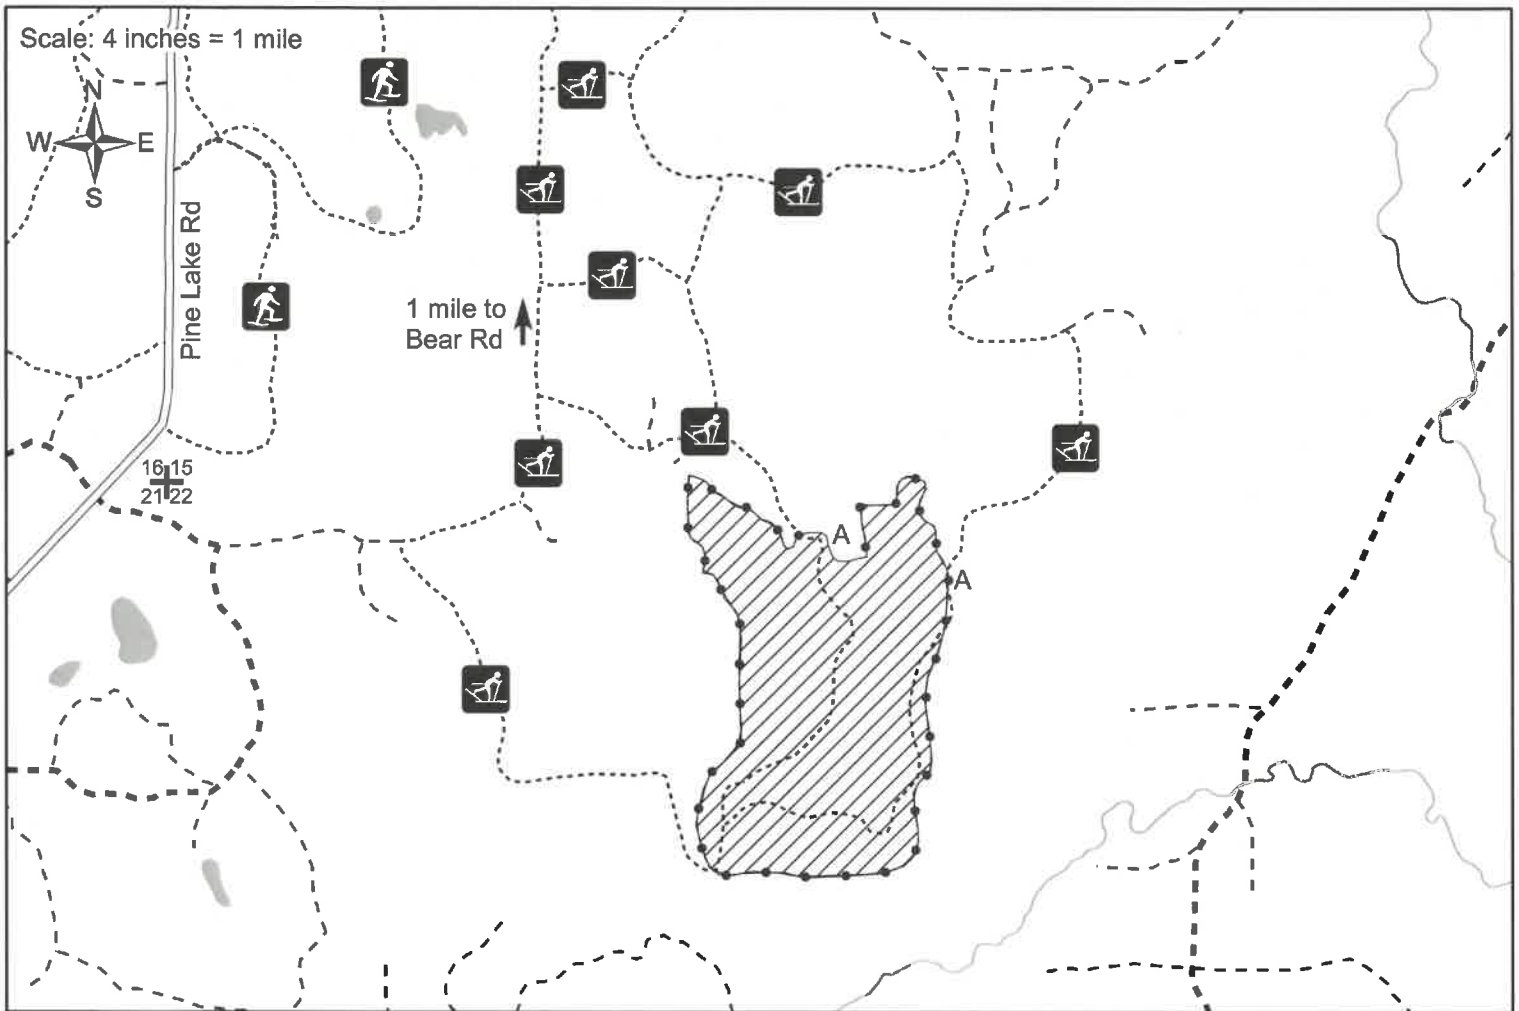 Scale: 4 inches = 1 mile
N
W E
S
Pine Lake Rd
1 mile to
Bear Rd
16 15
21 22
A
A